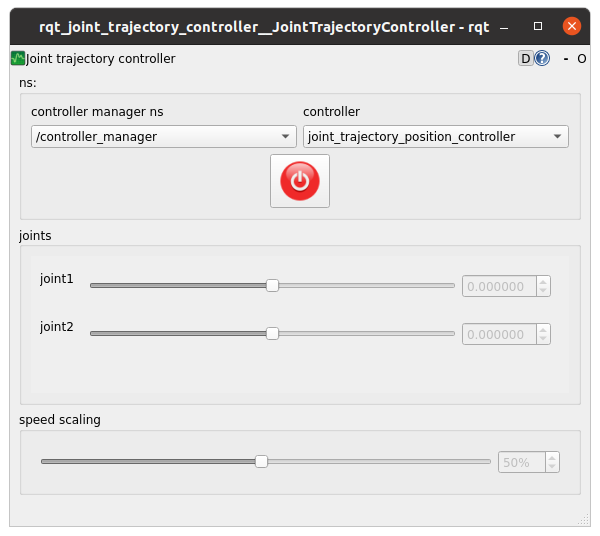 rqt_joint_trajectory_controller__JointTrajectoryController - rqt
Joint trajectory controller D ? - O
ns:
controller manager ns controller
/controller_manager joint_trajectory_position_controller
joints
joint1 0.000000
joint2 0.000000
speed scaling
50%